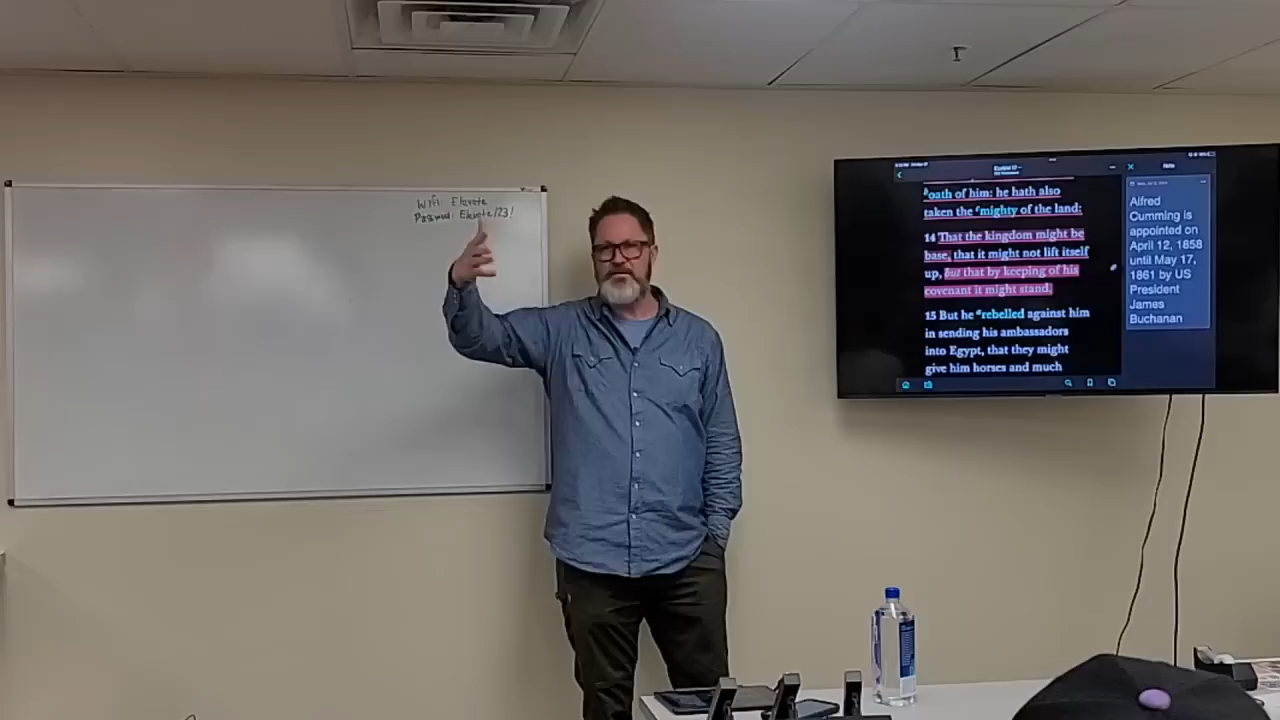 Wifi: Elevate
Password: Elevate123!
Ezekiel 17
Note
oath of him: he hath also
taken the mighty of the land:
14 That the kingdom might be
base, that it might not lift itself
up, but that by keeping of his
covenant it might stand.
15 But he rebelled against him
in sending his ambassadors
into Egypt, that they might
give him horses and much
Alfred
Cumming is
appointed on
April 12, 1858
until May 17,
1861 by US
President
James
Buchanan